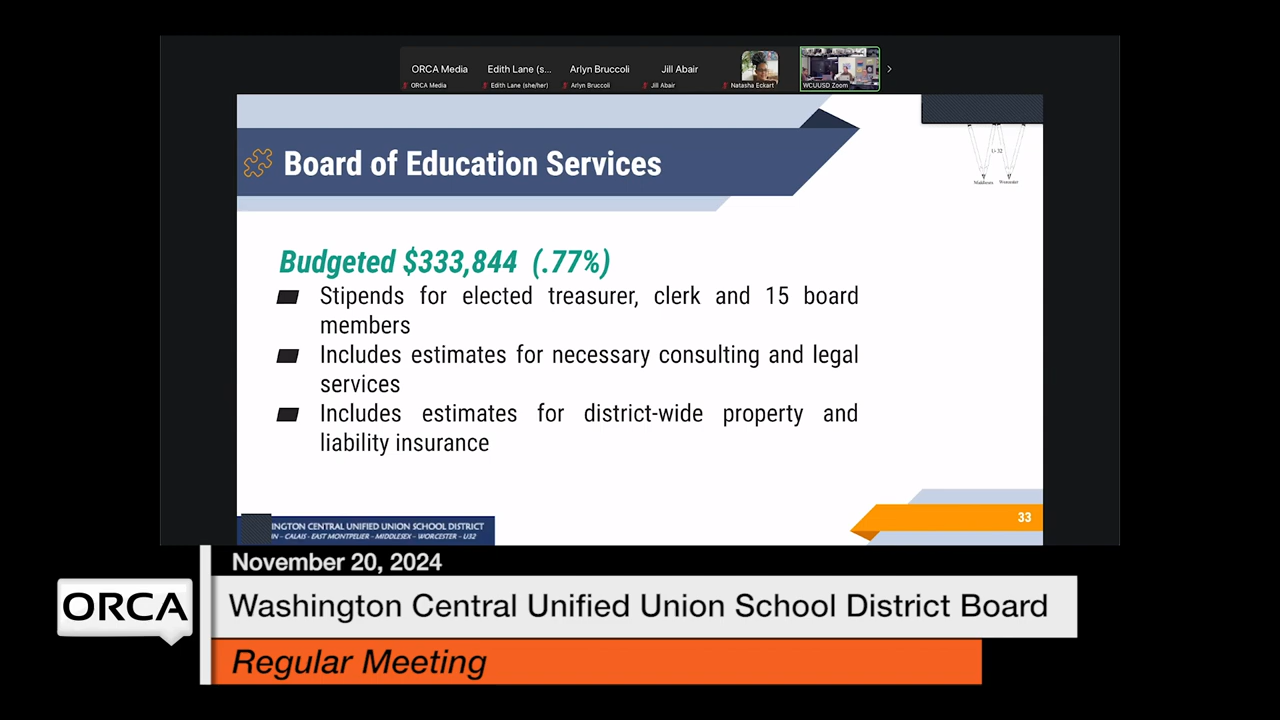 ORCA Media
Edith Lane (s...
Arlyn Bruccoli
Jill Abair
ORCA Media
Edith Lane (she/her)
Arlyn Bruccoli
Jill Abair
Natasha Eckart
WCUUSD Zoom
Board of Education Services
U-32
Middlesex Worcester
Budgeted $333,844 (.77%)
Stipends for elected treasurer, clerk and 15 board
members
Includes estimates for necessary consulting and legal
services
Includes estimates for district-wide property and
liability insurance
33
INGTON CENTRAL UNIFIED UNION SCHOOL DISTRICT
N - CALAIS - EAST MONTPELIER - MIDDLESEX - WORCESTER - U32
November 20, 2024
ORCA
Washington Central Unified Union School District Board
Regular Meeting